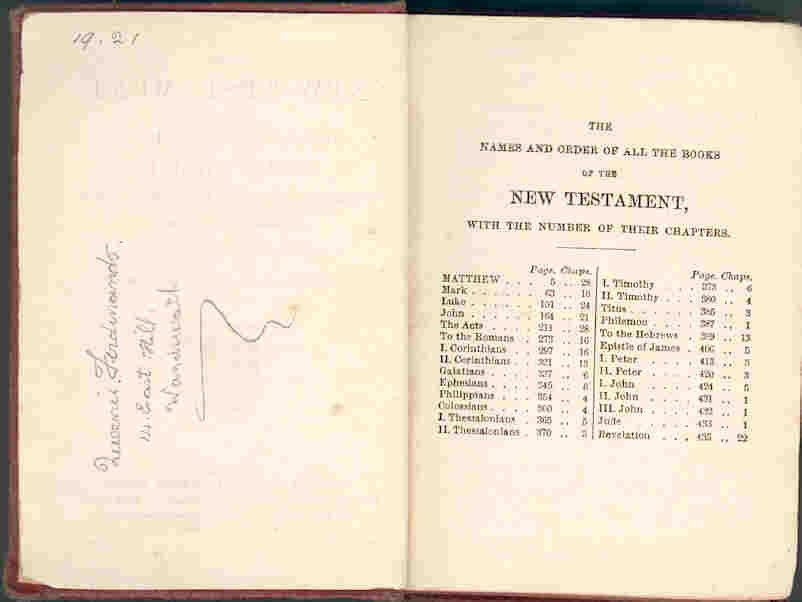 19.21
Ferdinando.
14. East Hill.
Wandsworth
THE
NAMES AND ORDER OF ALL THE BOOKS
OF THE
NEW TESTAMENT,
WITH THE NUMBER OF THEIR CHAPTERS.
Page. Chaps.
MATTHEW . . . 5 .. 28
Mark . . . . . . 63 .. 16
Luke . . . . . . 101 .. 24
John . . . . . . 164 .. 21
The Acts . . . . 211 .. 28
To the Romans . 273 .. 16
I. Corinthians . 297 .. 16
II. Corinthians . 321 .. 13
Galatians . . . . 337 .. 6
Ephesians . . . . 345 .. 6
Philippians . . . 354 .. 4
Colossians . . . . 360 .. 4
I. Thessalonians . 365 .. 5
II. Thessalonians . 370 .. 3
Page. Chaps.
I. Timothy . . 373 .. 6
II. Timothy . . . 380 .. 4
Titus . . . . . 385 .. 3
Philemon . . . . 387 .. 1
To the Hebrews . 389 .. 13
Epistle of James . 406 .. 5
I. Peter . . . . 413 .. 5
II. Peter . . . . 420 .. 3
I. John . . . . 424 .. 5
II. John . . . . 431 .. 1
III. John . . . . 432 .. 1
Jude . . . . 433 .. 1
Revelation . . . 435 .. 22